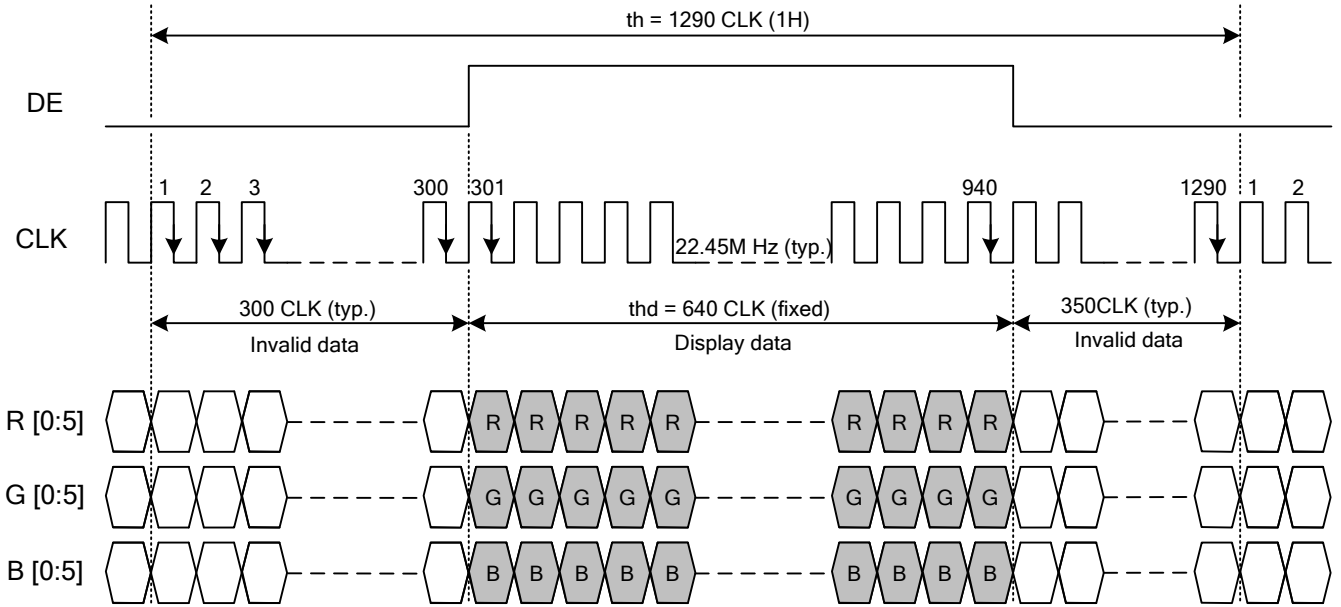 th = 1290 CLK (1H)
DE
1 2 3 300 301 940 1290 1 2
CLK
22.45M Hz (typ.)
300 CLK (typ.) thd = 640 CLK (fixed) 350CLK (typ.)
Invalid data Display data Invalid data
R [0:5] R R R R R R R R R
G [0:5] G G G G G G G G G
B [0:5] B B B B B B B B B